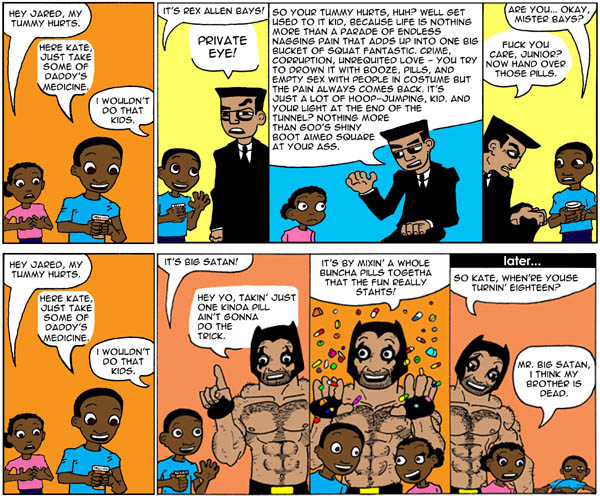 HEY JARED, MY
TUMMY HURTS.
HERE KATE,
JUST TAKE
SOME OF
DADDY'S
MEDICINE.
I WOULDN'T
DO THAT
KIDS.
IT'S REX ALLEN BAYS!
PRIVATE
EYE!
SO YOUR TUMMY HURTS, HUH? WELL GET
USED TO IT KID, BECAUSE LIFE IS NOTHING
MORE THAN A PARADE OF ENDLESS
NAGGING PAIN THAT ADDS UP INTO ONE BIG
BUCKET OF SQUAT FANTASTIC. CRIME,
CORRUPTION, UNREQUITED LOVE – YOU TRY
TO DROWN IT WITH BOOZE, PILLS, AND
EMPTY SEX WITH PEOPLE IN COSTUME BUT
THE PAIN ALWAYS COMES BACK. IT'S
JUST A LOT OF HOOP-JUMPING, KID. AND
YOUR LIGHT AT THE END OF THE
TUNNEL? NOTHING MORE
THAN GOD'S SHINY
BOOT AIMED SQUARE
AT YOUR ASS.
ARE YOU... OKAY,
MISTER BAYS?
FUCK YOU
CARE, JUNIOR?
NOW HAND OVER
THOSE PILLS.
HEY JARED, MY
TUMMY HURTS.
HERE KATE,
JUST TAKE
SOME OF
DADDY'S
MEDICINE.
I WOULDN'T
DO THAT
KIDS.
IT'S BIG SATAN!
HEY YO, TAKIN' JUST
ONE KINDA PILL
AIN'T GONNA
DO THE
TRICK.
IT'S BY MIXIN' A WHOLE
BUNCHA PILLS TOGETHA
THAT THE FUN REALLY
STAHTS!
later...
SO KATE, WHEN'RE YOUSE
TURNIN' EIGHTEEN?
MR. BIG SATAN,
I THINK MY
BROTHER IS
DEAD.